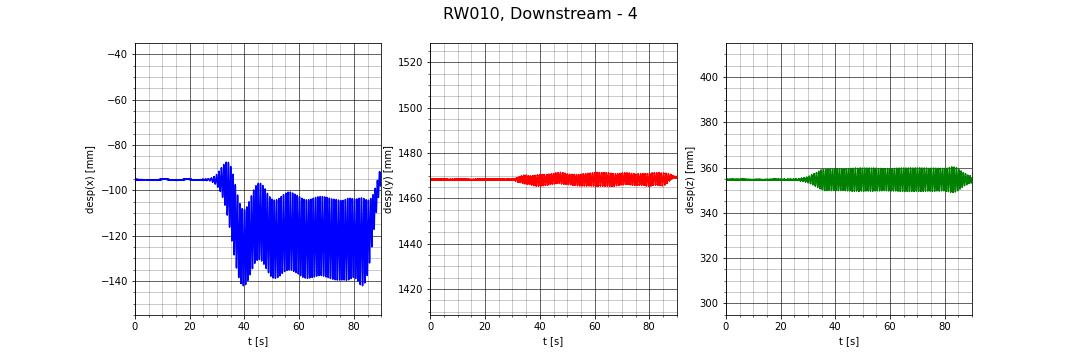 RW010, Downstream - 4
desp(x) [mm]
−40
−60
−80
−100
−120
−140
0 20 40 60 80
t [s]
desp(y) [mm]
1520
1500
1480
1460
1440
1420
0 20 40 60 80
t [s]
desp(z) [mm]
400
380
360
340
320
300
0 20 40 60 80
t [s]